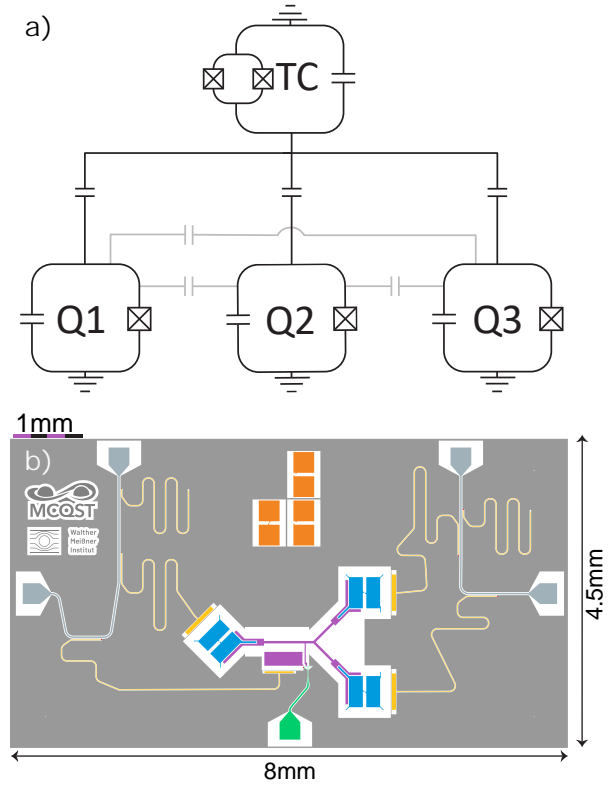 a)
TC
Q1
Q2
Q3
1mm
b)
MCQST
Walther
Meißner
Institut
4.5mm
8mm